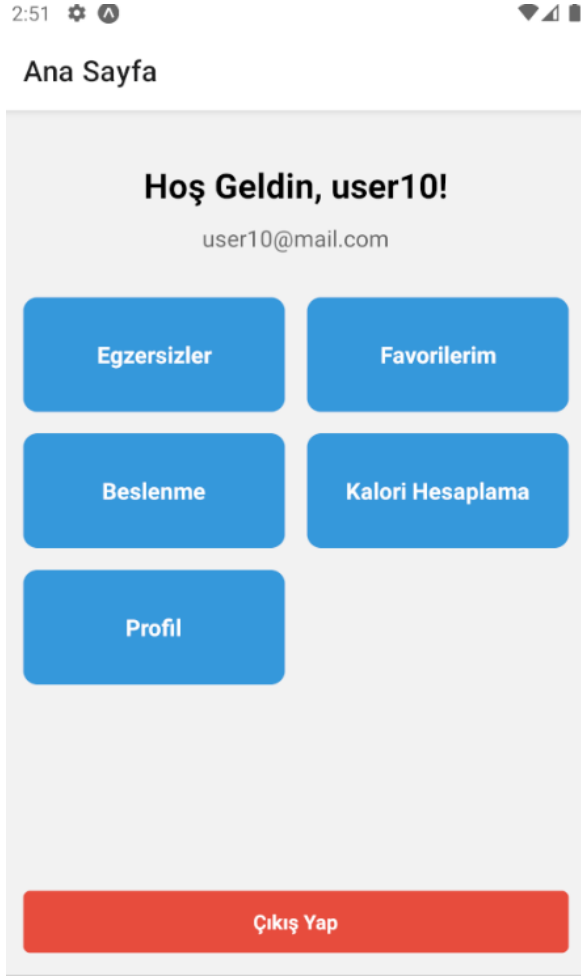 2:51
Ana Sayfa
Hoş Geldin, user10!
user10@mail.com
Egzersizler
Favorilerim
Beslenme
Kalori Hesaplama
Profil
Çıkış Yap